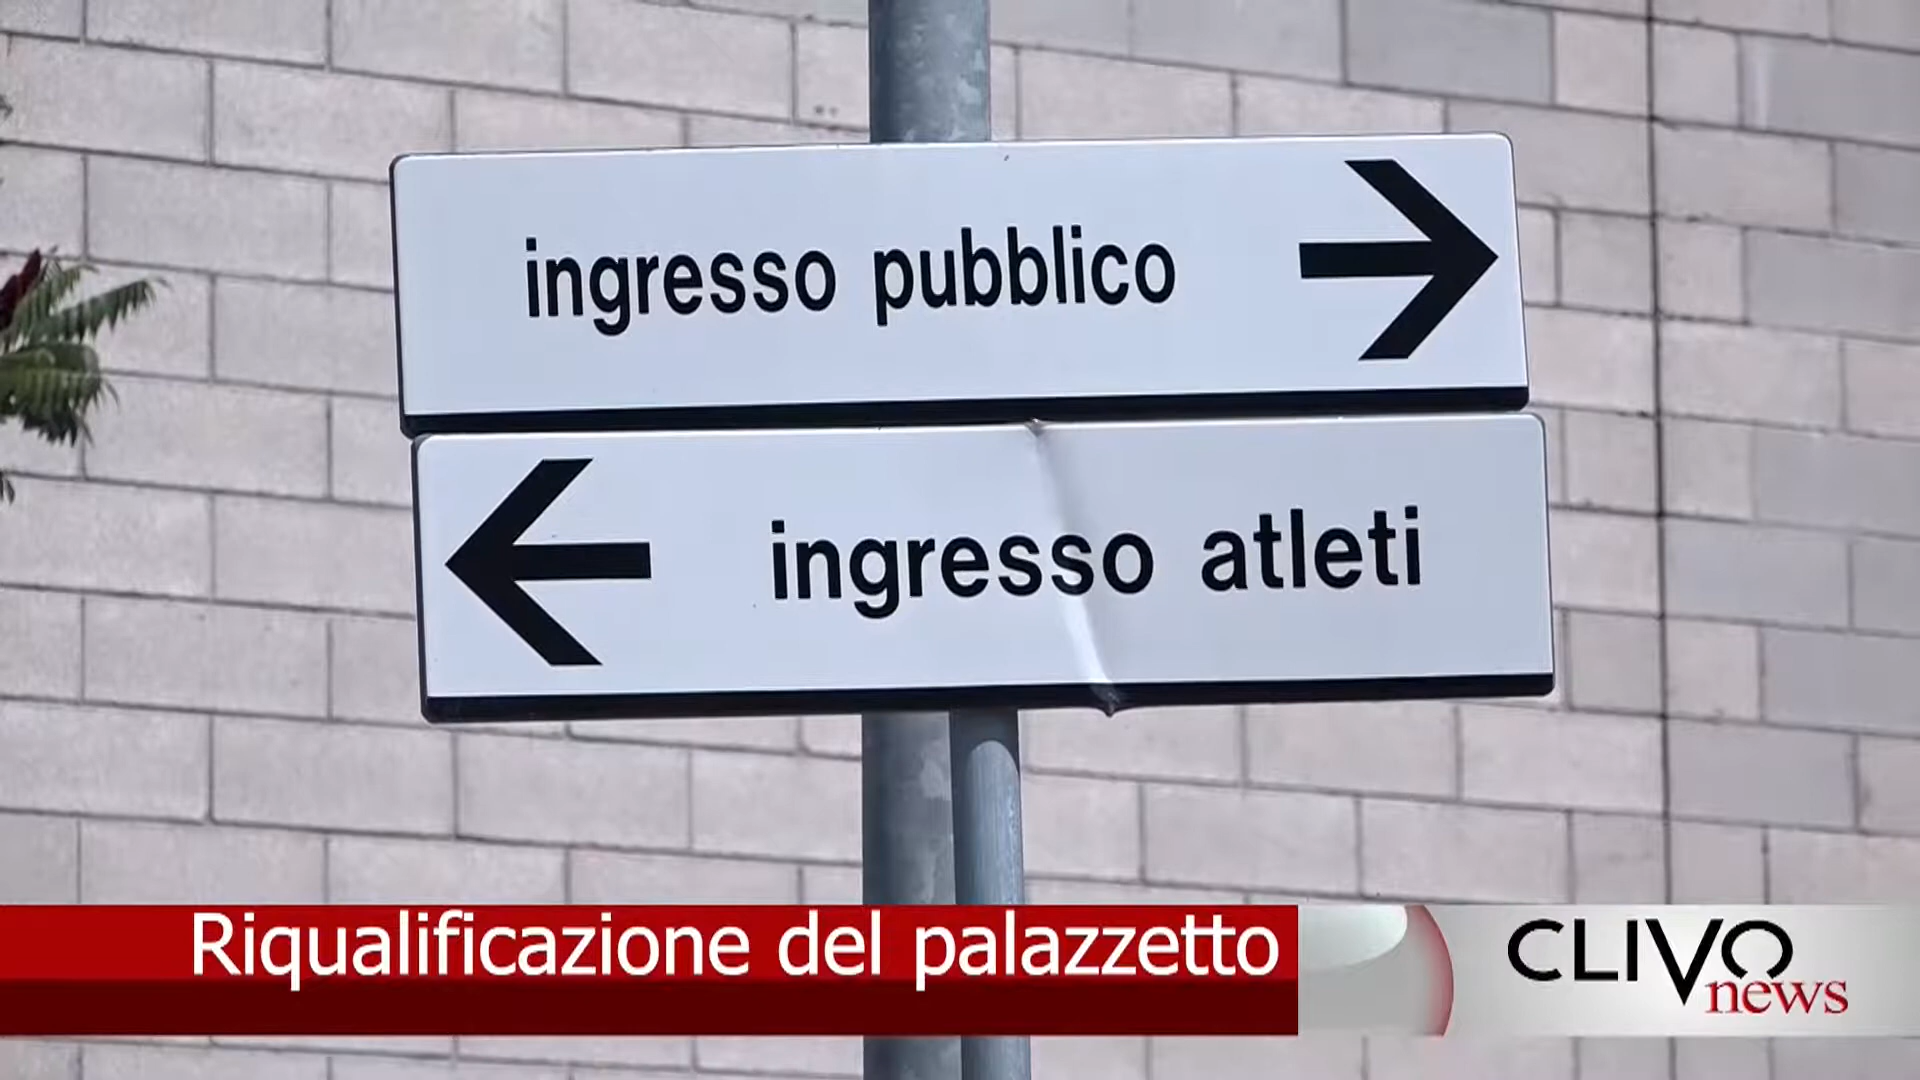 ingresso pubblico
ingresso atleti
Riqualificazione del palazzetto
CLIVO
news